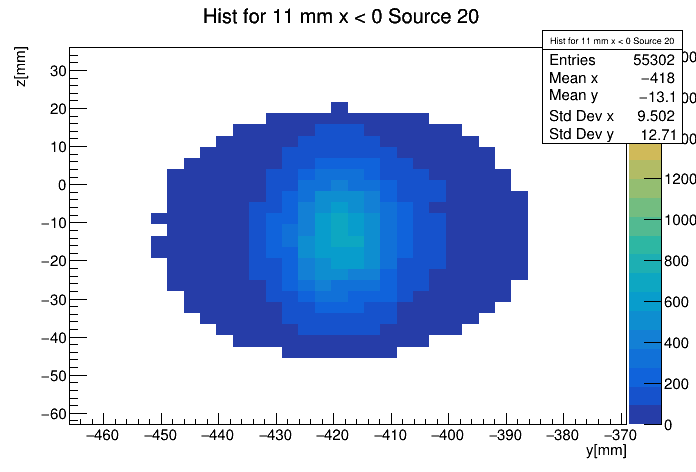 Hist for 11 mm x < 0 Source 20
Hist for 11 mm x < 0 Source 20
Entries 55302
Mean x −418
Mean y −13.1
Std Dev x 9.502
Std Dev y 12.71
z[mm]
30
20
10
0
−10
−20
−30
−40
−50
−60
−460 −450 −440 −430 −420 −410 −400 −390 −380 −370
y[mm]
1200
1000
800
600
400
200
0